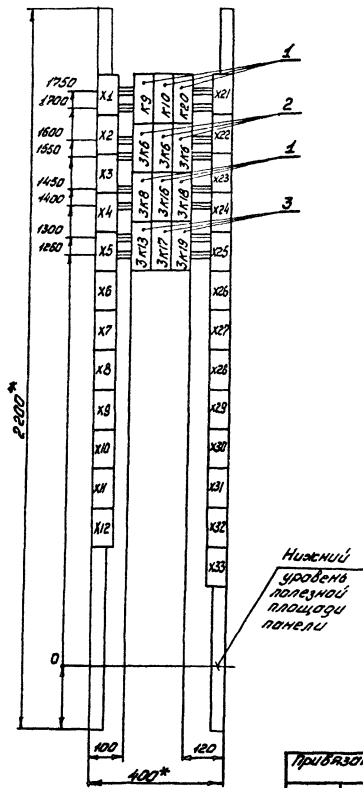 1750
1700
1600
1550
1450
1400
1300
1260
2200*
0
X1
X2
X3
X4
X5
X6
X7
X8
X9
X10
X11
X12
K9 K10 K20
3K6 3K6
3K8 3K16 3K18
3K13 3K17 3K19
X21
X22
X23
X24
X25
X26
X27
X28
X29
X30
X31
X32
X33
1
2
1
3
Нижний
уровень
полезной
площади
панели
100
120
400*